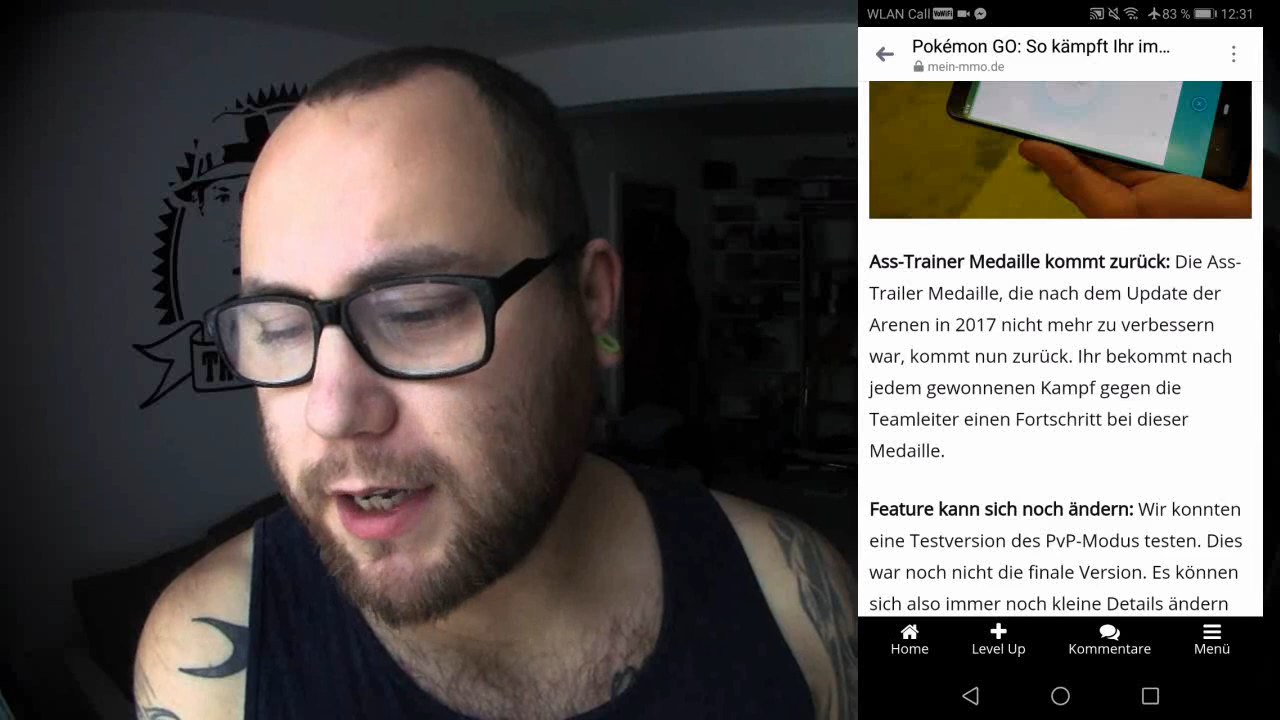 WLAN Call VoWiFi 83 % 12:31
Pokémon GO: So kämpft Ihr im…
mein-mmo.de
Ass-Trainer Medaille kommt zurück: Die Ass-
Trailer Medaille, die nach dem Update der
Arenen in 2017 nicht mehr zu verbessern
war, kommt nun zurück. Ihr bekommt nach
jedem gewonnenen Kampf gegen die
Teamleiter einen Fortschritt bei dieser
Medaille.
Feature kann sich noch ändern: Wir konnten
eine Testversion des PvP-Modus testen. Dies
war noch nicht die finale Version. Es können
sich also immer noch kleine Details ändern
Home Level Up Kommentare Menü